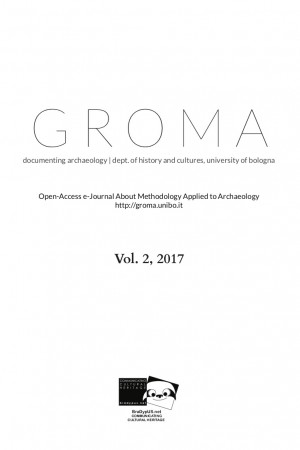 GROMA
documenting archaeology | dept. of history and cultures, university of bologna
Open-Access e-Journal About Methodology Applied to Archaeology
http://groma.unibo.it
Vol. 2, 2017
BraDypUS.net
COMMUNICATING
CULTURAL HERITAGE